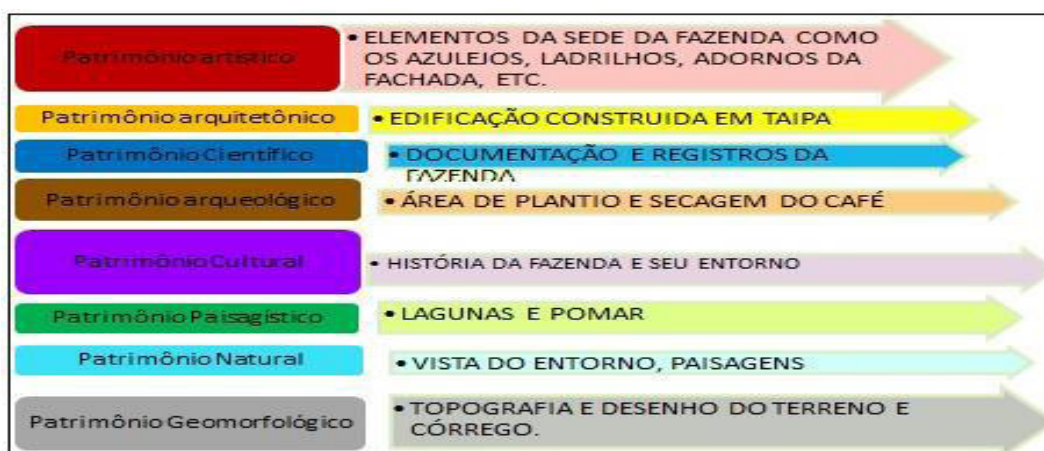 Patrimônio artístico
• ELEMENTOS DA SEDE DA FAZENDA COMO
OS AZULEJOS, LADRILHOS, ADORNOS DA
FACHADA, ETC.
Patrimônio arquitetônico
• EDIFICAÇÃO CONSTRUIDA EM TAIPA
Patrimônio Científico
• DOCUMENTAÇÃO E REGISTROS DA
FAZENDA
Patrimônio arqueológico
• ÁREA DE PLANTIO E SECAGEM DO CAFÉ
Patrimônio Cultural
• HISTÓRIA DA FAZENDA E SEU ENTORNO
Patrimônio Paisagístico
• LAGUNAS E POMAR
Patrimônio Natural
• VISTA DO ENTORNO, PAISAGENS
Patrimônio Geomorfológico
• TOPOGRAFIA E DESENHO DO TERRENO E
CÓRREGO.